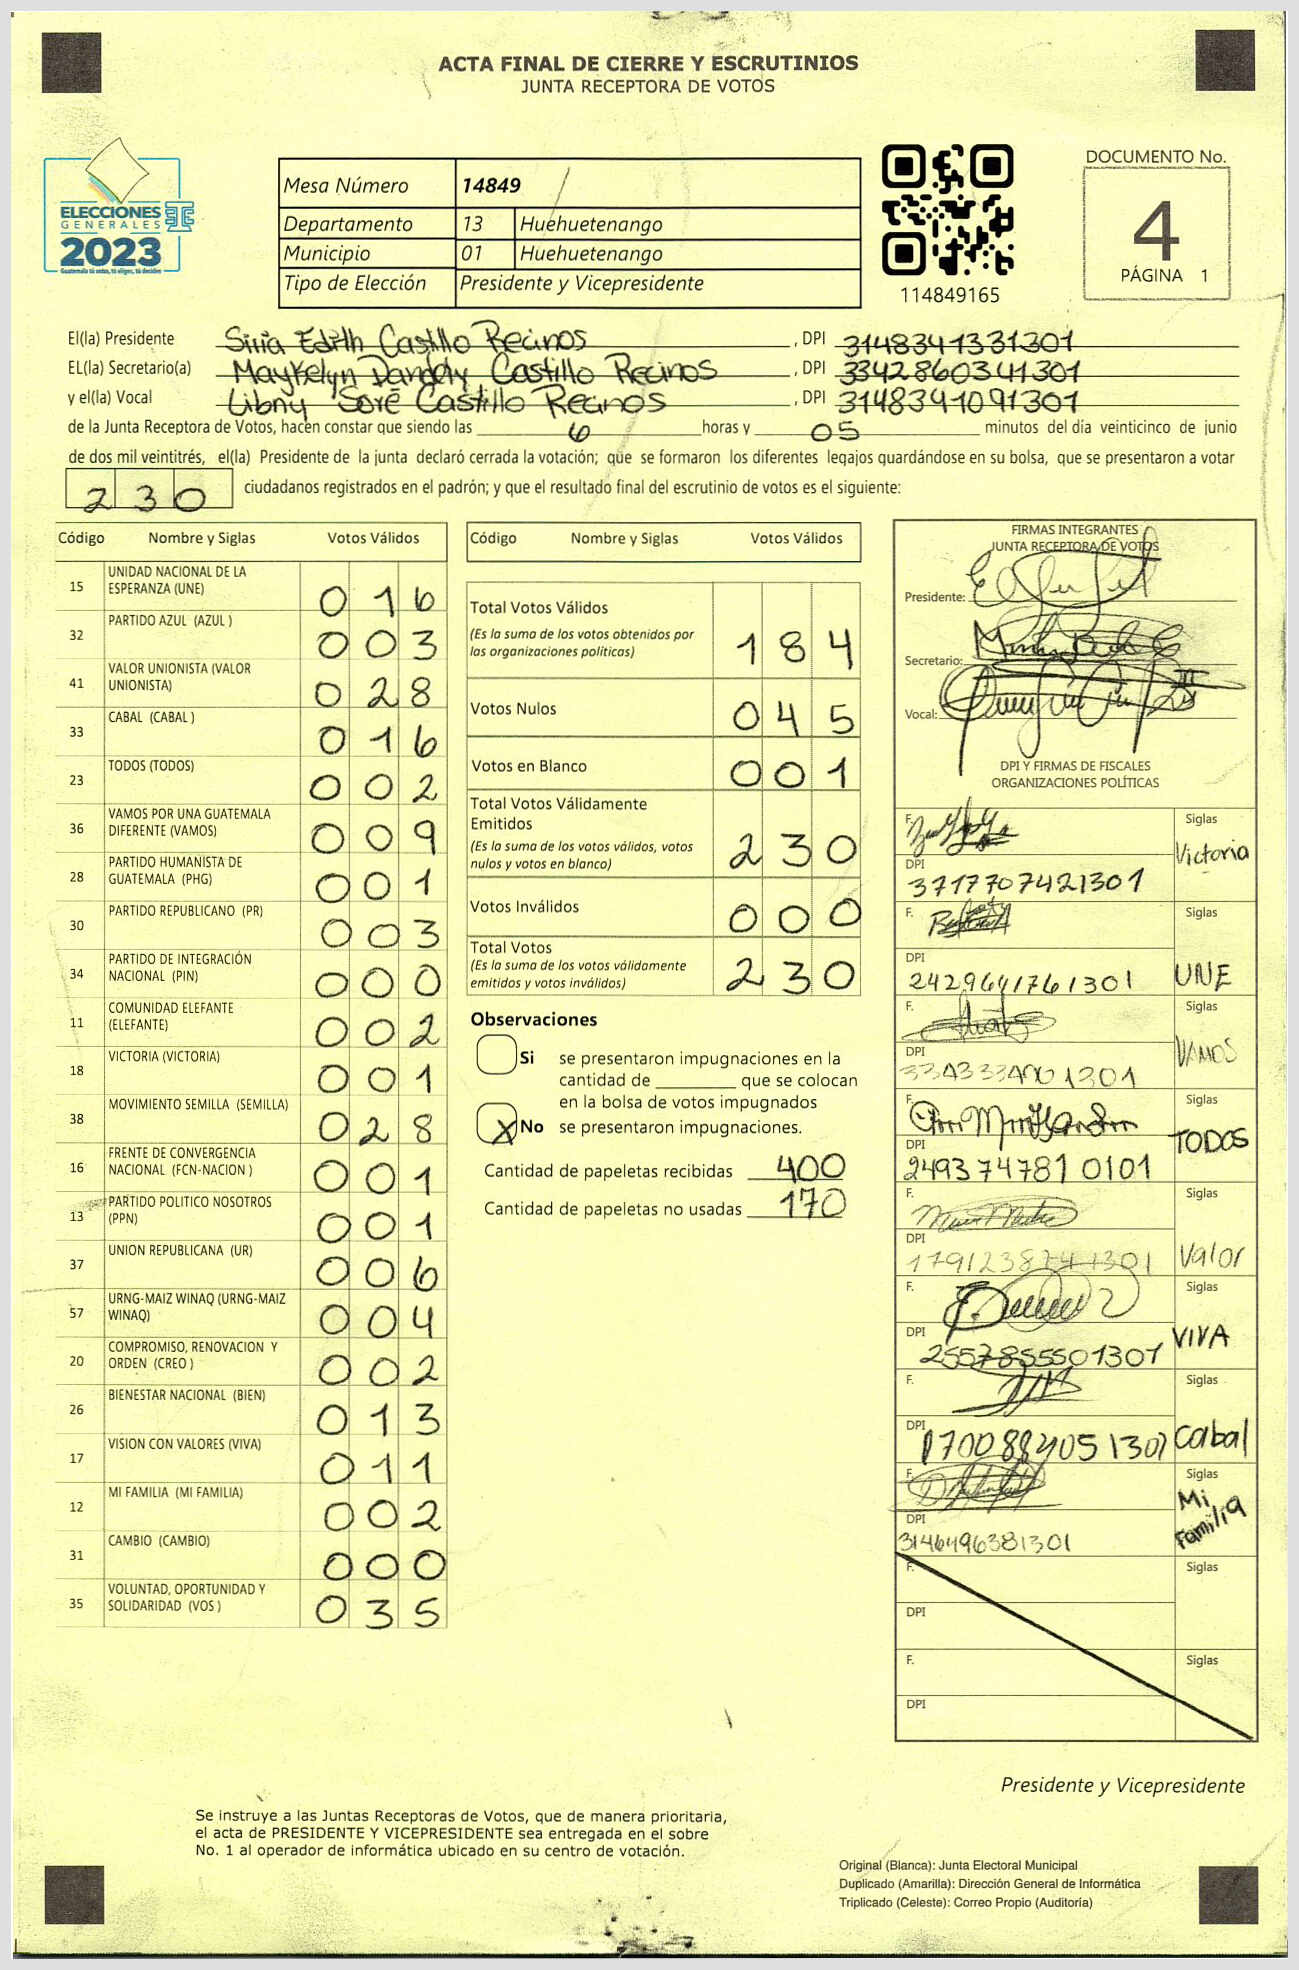 ACTA FINAL DE CIERRE Y ESCRUTINIOS
JUNTA RECEPTORA DE VOTOS
ELECCIONES
GENERALES
2023
Guatemala tú votas, tú eliges, tú decides
Mesa Número 14849
Departamento 13 Huehuetenango
Municipio 01 Huehuetenango
Tipo de Elección Presidente y Vicepresidente
114849165
DOCUMENTO No.
4
PÁGINA 1
El(la) Presidente Siria Edith Castillo Recinos, DPI 3148341331301
EL(la) Secretario(a) Maykelyn Dandely Castillo Recinos, DPI 3342860341301
y el(la) Vocal Libny Soré Castillo Recinos, DPI 3148391091301
de la Junta Receptora de Votos, hacen constar que siendo las 6 horas y 05 minutos del día veinticinco de junio
de dos mil veintitrés, el(la) Presidente de la junta declaró cerrada la votación; que se formaron los diferentes legajos guardándose en su bolsa, que se presentaron a votar
230 ciudadanos registrados en el padrón; y que el resultado final del escrutinio de votos es el siguiente:
Código Nombre y Siglas Votos Válidos
15 UNIDAD NACIONAL DE LA
ESPERANZA (UNE) 016
32 PARTIDO AZUL (AZUL ) 003
41 VALOR UNIONISTA (VALOR
UNIONISTA) 028
33 CABAL (CABAL ) 016
23 TODOS (TODOS) 002
36 VAMOS POR UNA GUATEMALA
DIFERENTE (VAMOS) 009
28 PARTIDO HUMANISTA DE
GUATEMALA (PHG) 001
30 PARTIDO REPUBLICANO (PR) 003
34 PARTIDO DE INTEGRACIÓN
NACIONAL (PIN) 000
11 COMUNIDAD ELEFANTE
(ELEFANTE) 002
18 VICTORIA (VICTORIA) 001
38 MOVIMIENTO SEMILLA (SEMILLA) 028
16 FRENTE DE CONVERGENCIA
NACIONAL (FCN-NACION ) 001
13 PARTIDO POLITICO NOSOTROS
(PPN) 001
37 UNION REPUBLICANA (UR) 006
57 URNG-MAIZ WINAQ (URNG-MAIZ
WINAQ) 004
20 COMPROMISO, RENOVACION Y
ORDEN (CREO ) 002
26 BIENESTAR NACIONAL (BIEN) 013
17 VISION CON VALORES (VIVA) 011
12 MI FAMILIA (MI FAMILIA) 002
31 CAMBIO (CAMBIO) 000
35 VOLUNTAD, OPORTUNIDAD Y
SOLIDARIDAD (VOS ) 035
Código Nombre y Siglas Votos Válidos
Total Votos Válidos
(Es la suma de los votos obtenidos por
las organizaciones políticas) 184
Votos Nulos 045
Votos en Blanco 001
Total Votos Válidamente
Emitidos
(Es la suma de los votos válidos, votos
nulos y votos en blanco) 230
Votos Inválidos 000
Total Votos
(Es la suma de los votos válidamente
emitidos y votos inválidos) 230
Observaciones
Si se presentaron impugnaciones en la
cantidad de ________ que se colocan
en la bolsa de votos impugnados
X No se presentaron impugnaciones.
Cantidad de papeletas recibidas 400
Cantidad de papeletas no usadas 170
FIRMAS INTEGRANTES
JUNTA RECEPTORA DE VOTOS
Presidente:
Secretario:
Vocal:
DPI Y FIRMAS DE FISCALES
ORGANIZACIONES POLÍTICAS
F. Siglas
Victoria
DPI
3717707421301
F. Siglas
DPI
2429641761301 UNE
F. Siglas
VAMOS
DPI
F. Siglas
TODOS
DPI
2493747810101
F. Siglas
DPI
Valor
F. Siglas
VIVA
DPI
2557855501301
F. Siglas
Cabal
DPI
F. Siglas
Mi
Familia
DPI
3146496381301
F. Siglas
DPI
F. Siglas
DPI
Presidente y Vicepresidente
Se instruye a las Juntas Receptoras de Votos, que de manera prioritaria,
el acta de PRESIDENTE Y VICEPRESIDENTE sea entregada en el sobre
No. 1 al operador de informática ubicado en su centro de votación.
Original (Blanca): Junta Electoral Municipal
Duplicado (Amarilla): Dirección General de Informática
Triplicado (Celeste): Correo Propio (Auditoría)